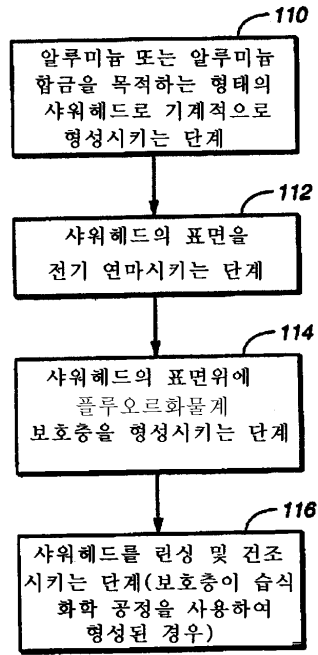 110
알루미늄 또는 알루미늄
합금을 목적하는 형태의
샤워헤드로 기계적으로
형성시키는 단계
112
샤워헤드의 표면을
전기 연마시키는 단계
114
샤워헤드의 표면위에
플루오르화물계
보호층을 형성시키는 단계
116
샤워헤드를 린싱 및 건조
시키는 단계(보호층이 습식
화학 공정을 사용하여
형성된 경우)